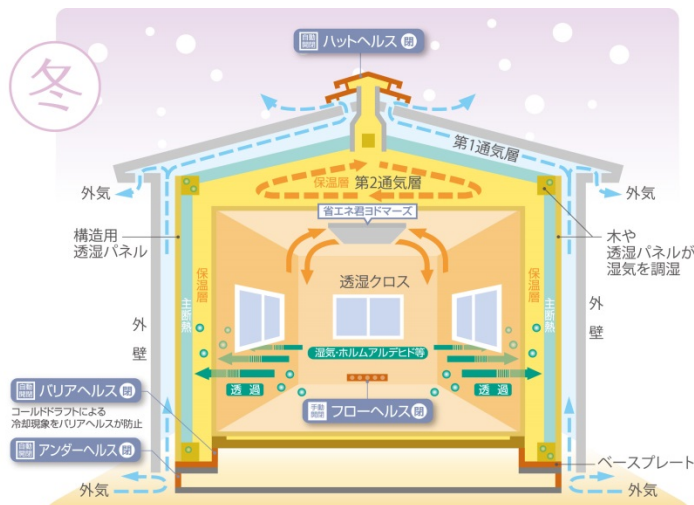 自動
開閉
ハットヘルス 閉
冬
第1通気層
保温層 第2通気層
外気
外気
省エネ君ヨドマーズ
構造用
透湿パネル
木や
透湿パネルが
湿気を調湿
透湿クロス
保温層
保温層
主断熱
主断熱
外壁
外壁
湿気・ホルムアルデヒド等
透過
透過
自動
開閉
バリアヘルス 閉
コールドドラフトによる
冷却現象をバリアヘルスが防止
手動
開閉
フローヘルス 閉
自動
開閉
アンダーヘルス 閉
ベースプレート
外気
外気